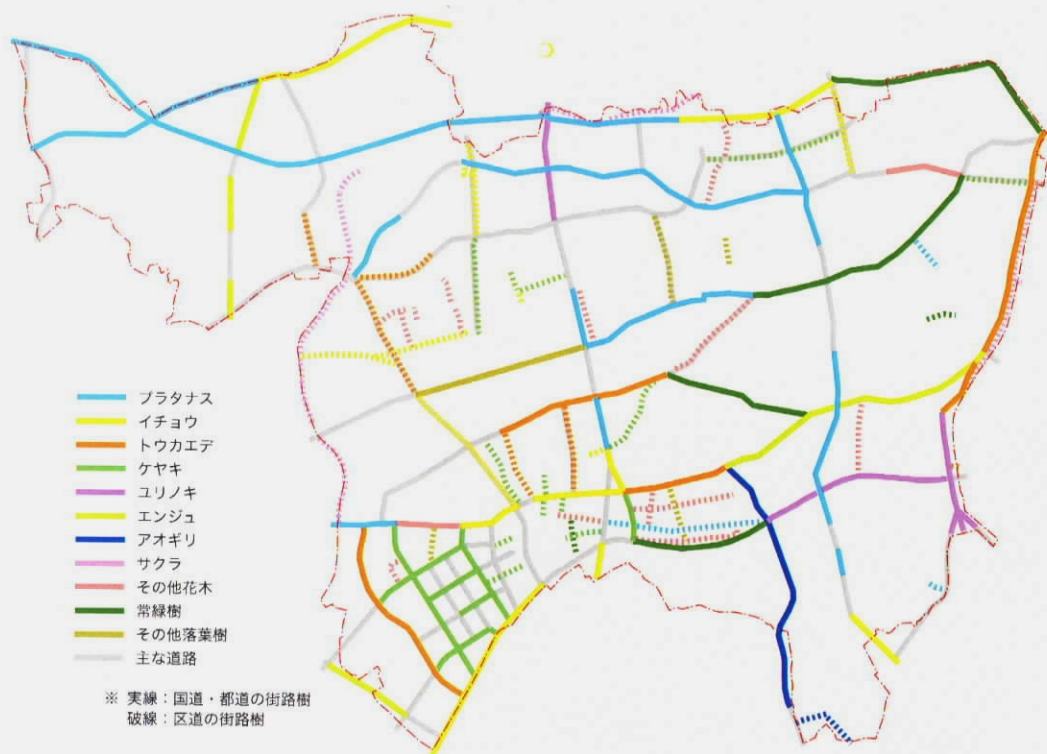 プラタナス
イチョウ
トウカエデ
ケヤキ
ユリノキ
エンジュ
アオギリ
サクラ
その他花木
常緑樹
その他落葉樹
主な道路
※ 実線：国道・都道の街路樹
破線：区道の街路樹